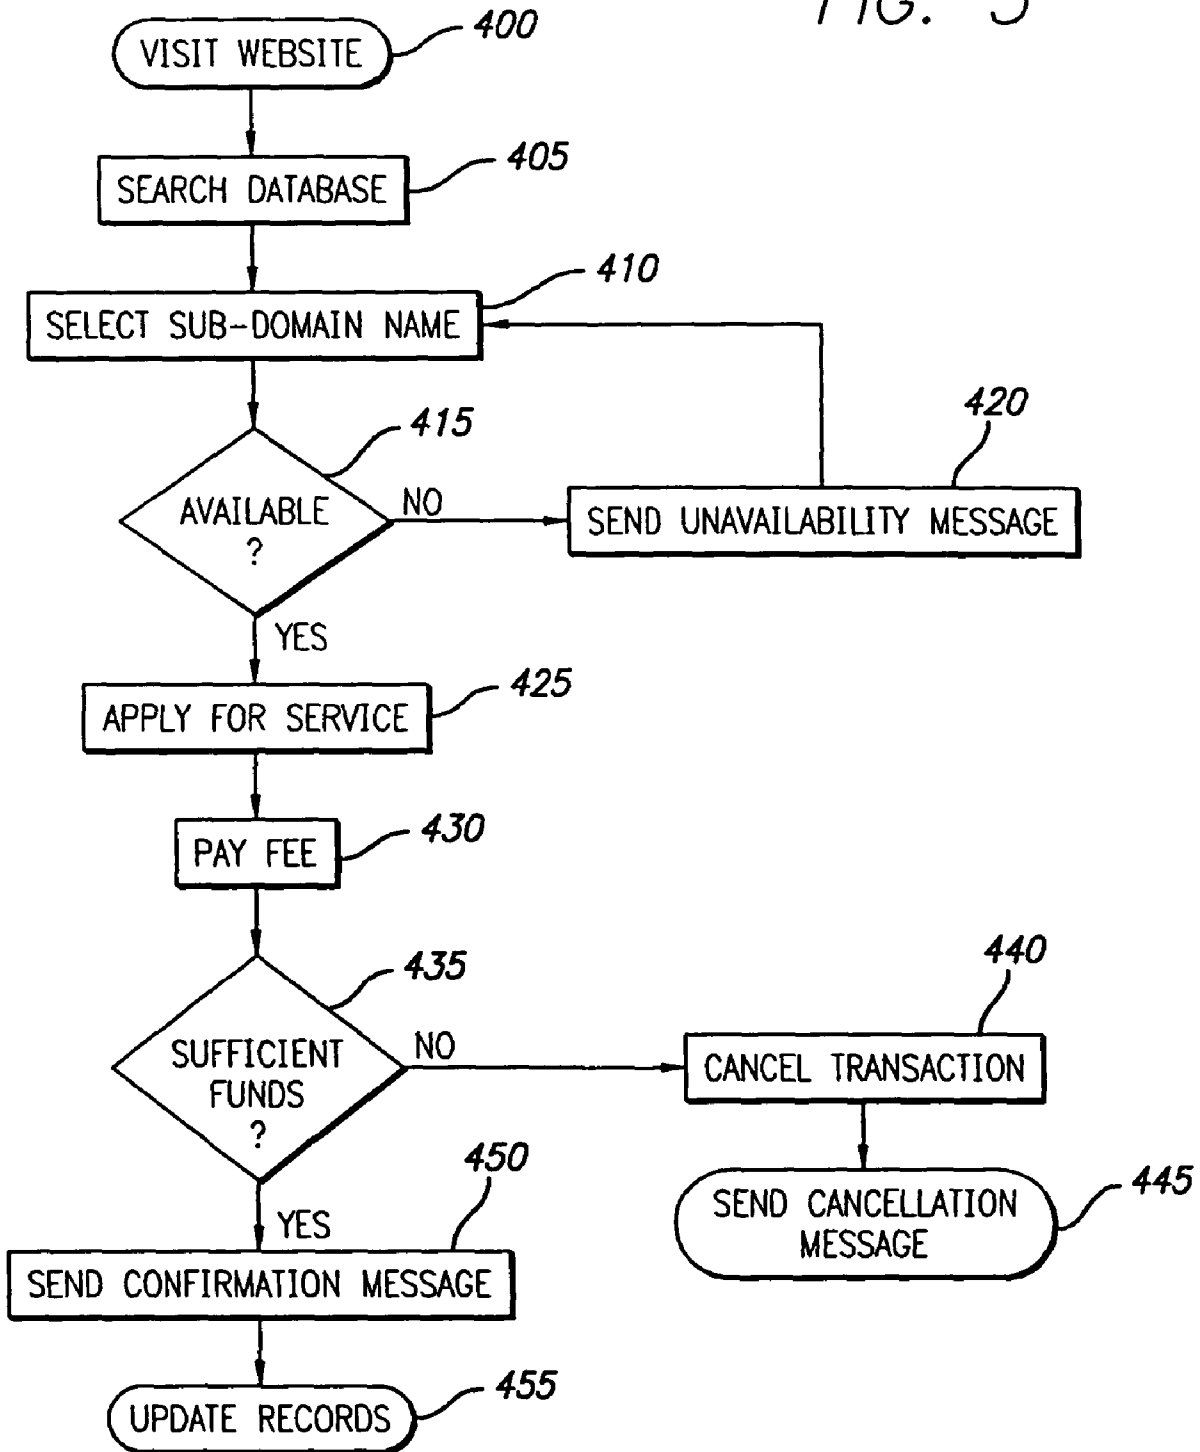 FIG. 5
VISIT WEBSITE
400
SEARCH DATABASE
405
SELECT SUB-DOMAIN NAME
410
AVAILABLE
?
415
NO
SEND UNAVAILABILITY MESSAGE
420
YES
APPLY FOR SERVICE
425
PAY FEE
430
SUFFICIENT
FUNDS
?
435
NO
CANCEL TRANSACTION
440
SEND CANCELLATION
MESSAGE
445
YES
SEND CONFIRMATION MESSAGE
450
UPDATE RECORDS
455